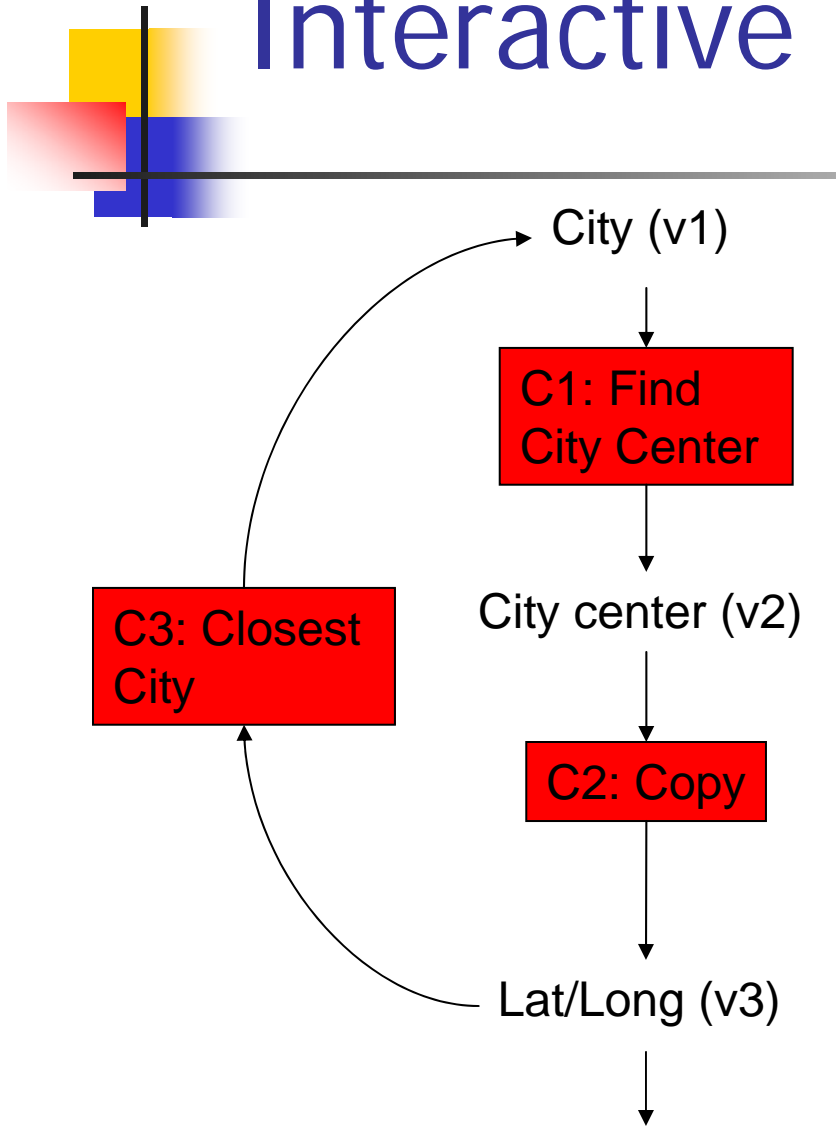 Interactive
City (v1)
C1: Find
City Center
City center (v2)
C3: Closest
City
C2: Copy
Lat/Long (v3)